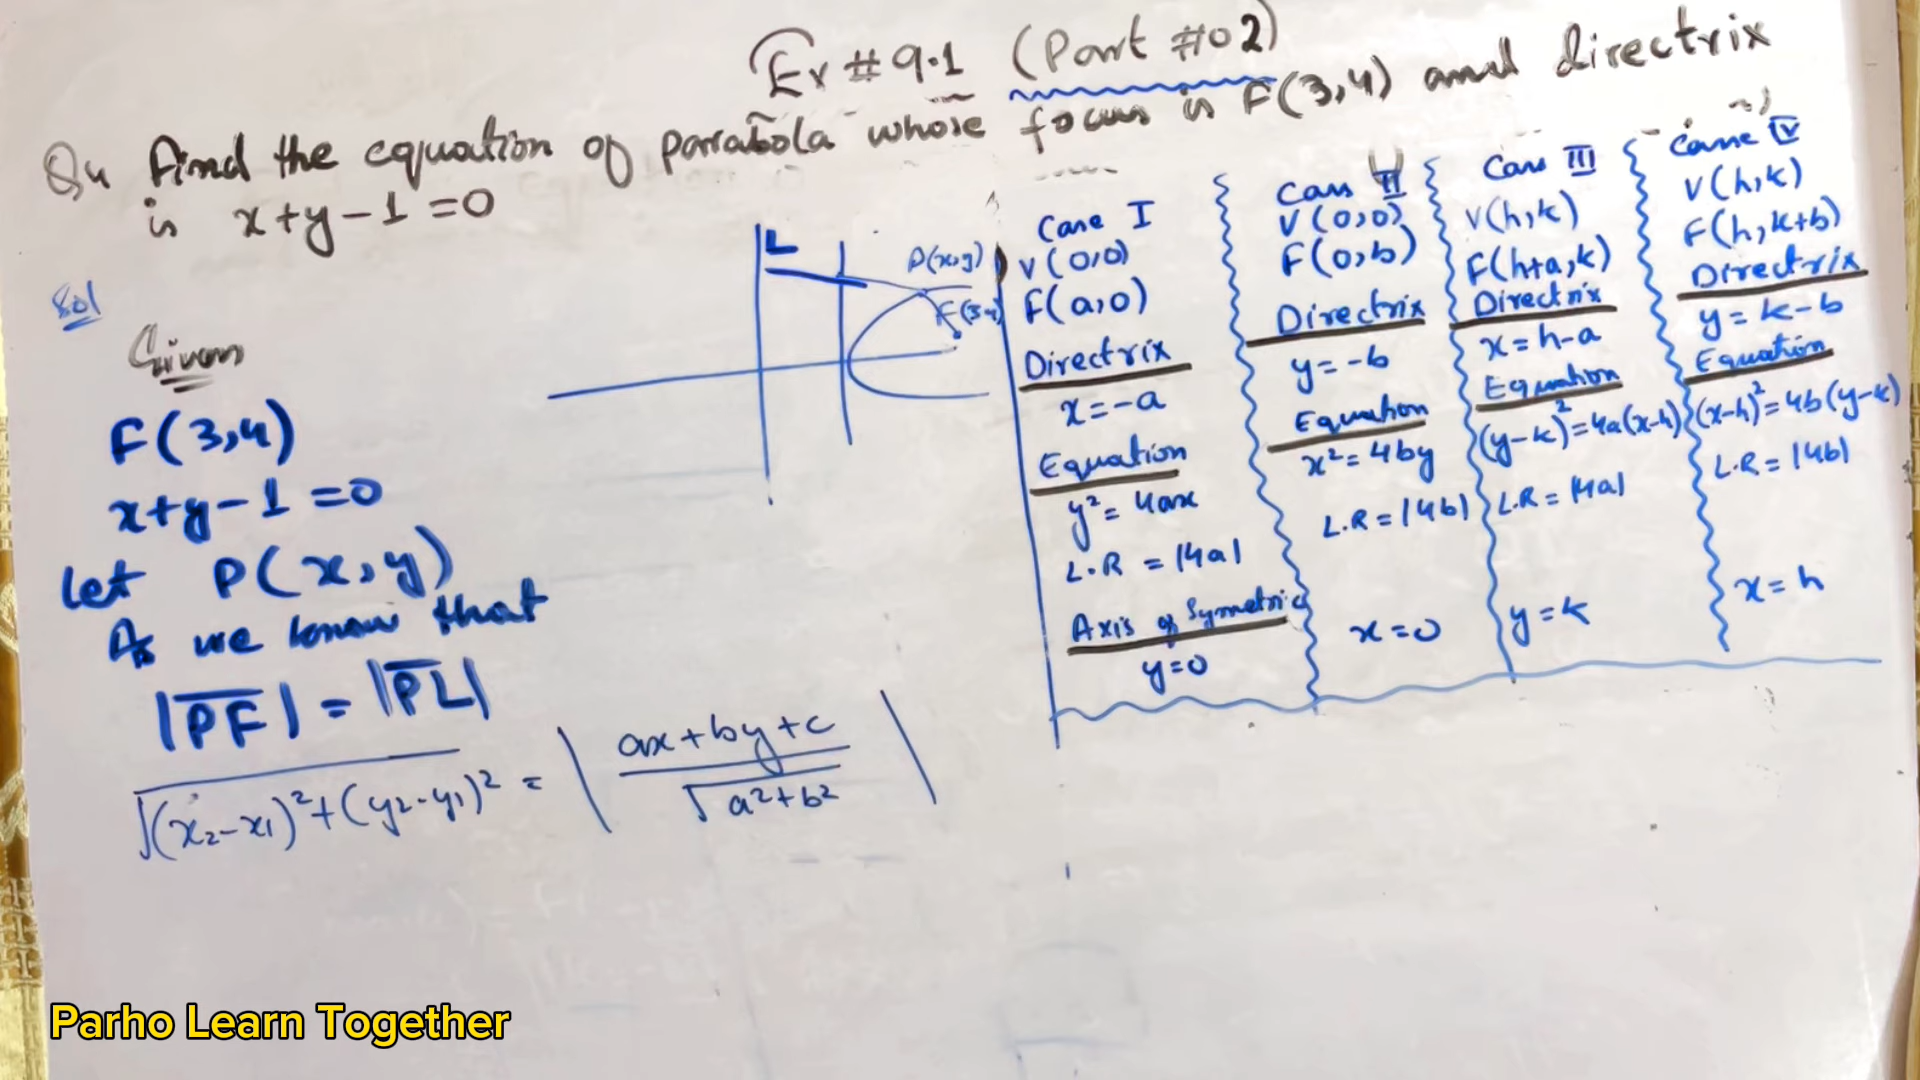 Ex # 9.1 (Part #02)
Q4 Find the equation of parabola whose focus is F(3,4) and directrix
is x+y-1=0
Sol
Given
F(3,4)
x+y-1=0
Let P(x,y)
As we know that
|PF| = |PL|
√(x₂-x₁)²+(y₂-y₁)² = | ax+by+c / √a²+b² |
L
P(x,y)
F(3,4)
Case I
V(0,0)
F(a,0)
Directrix
x=-a
Equation
y²=4ax
L.R = |4a|
Axis of Symetric
y=0
Case II
V(0,0)
F(0,b)
Directrix
y=-b
Equation
x²=4by
L.R=|4b|
x=0
Case III
V(h,k)
F(h+a,k)
Directrix
x=h-a
Equation
(y-k)²=4a(x-h)
L.R=|4a|
y=k
Case IV
V(h,k)
F(h,k+b)
Directrix
y=k-b
Equation
(x-h)²=4b(y-k)
L.R=|4b|
x=h
Parho Learn Together